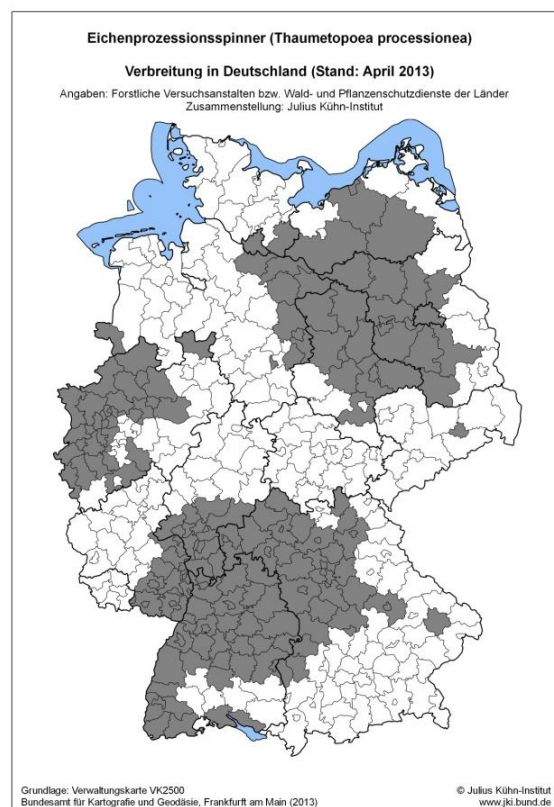 Eichenprozessionsspinner (Thaumetopoea processionea)
Verbreitung in Deutschland (Stand: April 2013)
Angaben: Forstliche Versuchsanstalten bzw. Wald- und Pflanzenschutzdienste der Länder
Zusammenstellung: Julius Kühn-Institut
Grundlage: Verwaltungskarte VK2500
Bundesamt für Kartografie und Geodäsie, Frankfurft am Main (2013)
© Julius Kühn-Institut
www.jki.bund.de